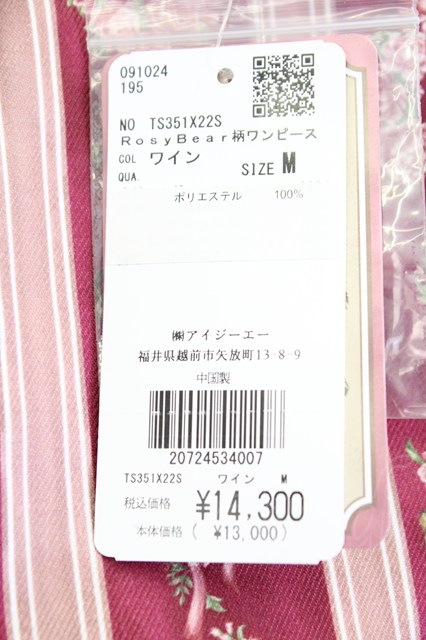 091024
195
NO TS351X22S
RosyBear柄ワンピース
COL ワイン
SIZE M
QUA.
ポリエステル 100%
㈱アイジーエー
福井県越前市矢放町13-8-9
中国製
20724534007
TS351X22S ワイン M
税込価格 ¥14,300
本体価格( ¥13,000)